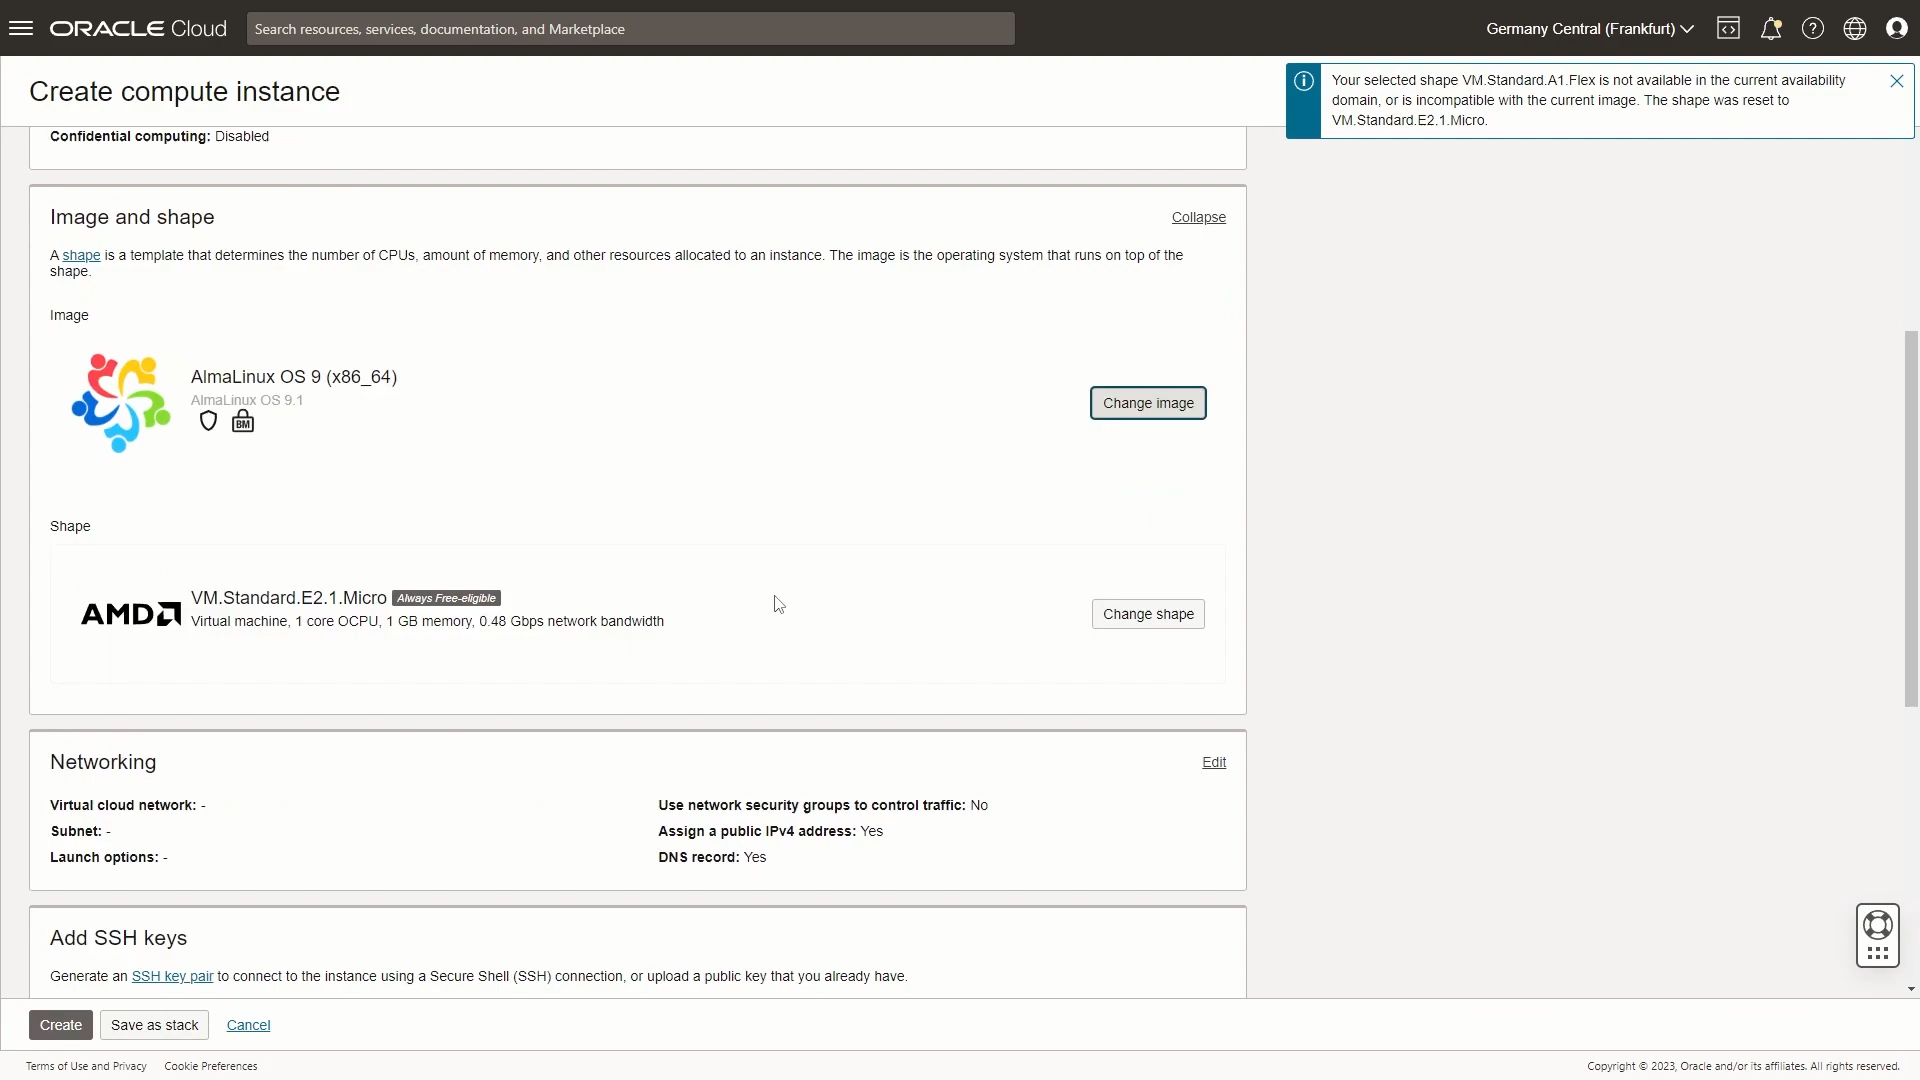 ORACLE Cloud
Search resources, services, documentation, and Marketplace
Germany Central (Frankfurt)
Create compute instance
Your selected shape VM.Standard.A1.Flex is not available in the current availability
domain, or is incompatible with the current image. The shape was reset to
VM.Standard.E2.1.Micro.
Confidential computing: Disabled
Image and shape
Collapse
A shape is a template that determines the number of CPUs, amount of memory, and other resources allocated to an instance. The image is the operating system that runs on top of the
shape.
Image
AlmaLinux OS 9 (x86_64)
AlmaLinux OS 9.1
BM
Change image
Shape
AMD
VM.Standard.E2.1.Micro Always Free-eligible
Virtual machine, 1 core OCPU, 1 GB memory, 0.48 Gbps network bandwidth
Change shape
Networking
Edit
Virtual cloud network: -
Subnet: -
Launch options: -
Use network security groups to control traffic: No
Assign a public IPv4 address: Yes
DNS record: Yes
Add SSH keys
Generate an SSH key pair to connect to the instance using a Secure Shell (SSH) connection, or upload a public key that you already have.
Create
Save as stack
Cancel
Terms of Use and Privacy
Cookie Preferences
Copyright © 2023, Oracle and/or its affiliates. All rights reserved.